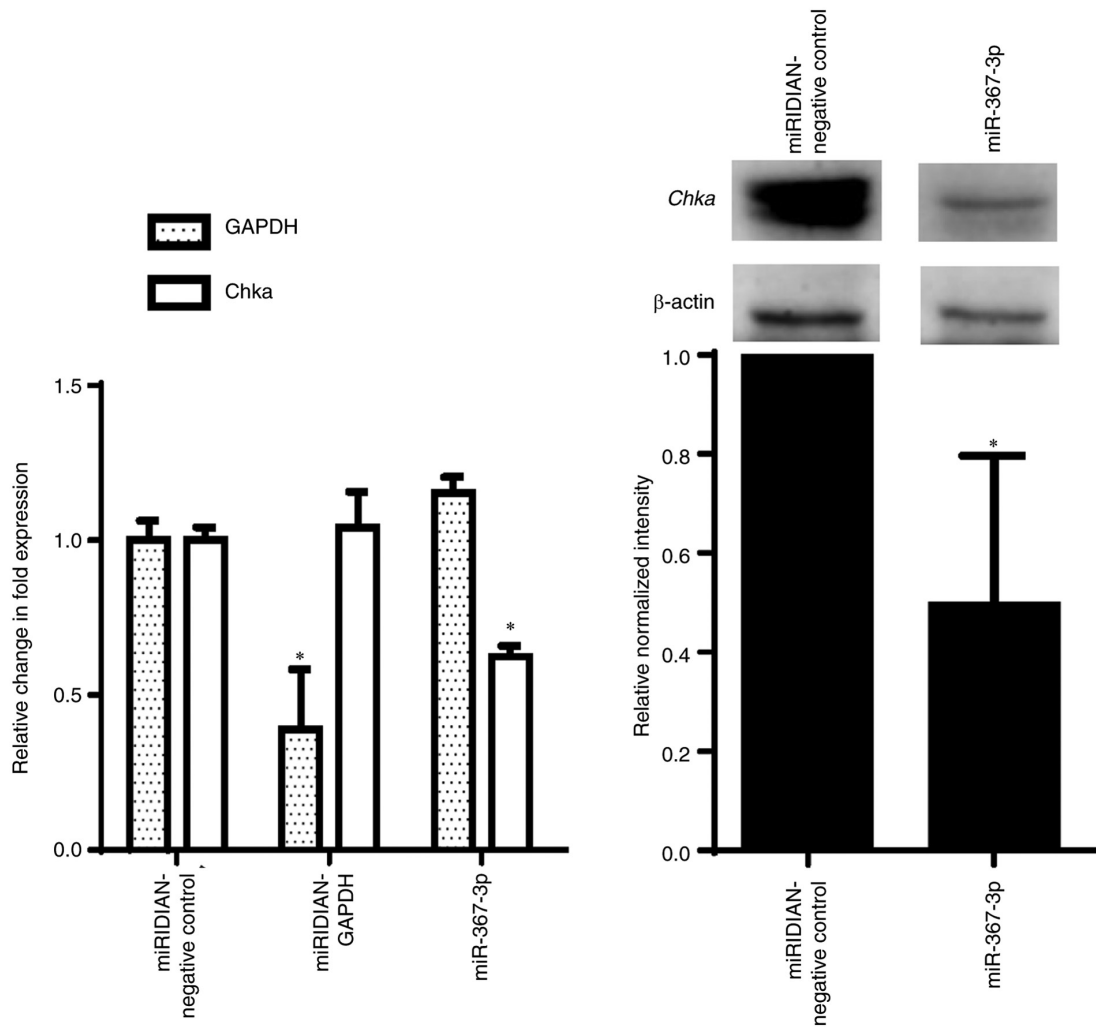 GAPDH
Chka
Relative change in fold expression
1.5
1.0
0.5
0.0
*
*
miRIDIAN-
negative control
miRIDIAN-
GAPDH
miR-367-3p
miRIDIAN-
negative control
miR-367-3p
Chka
β-actin
Relative normalized intensity
1.0
0.8
0.6
0.4
0.2
0.0
*
miRIDIAN-
negative control
miR-367-3p